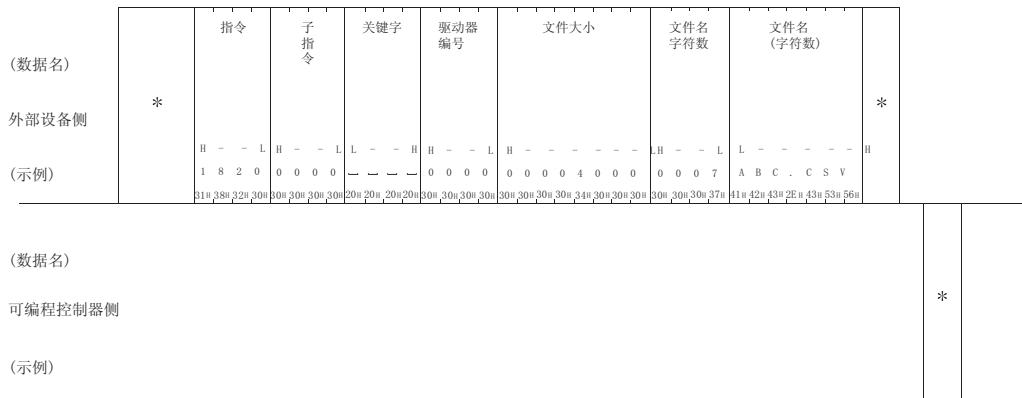 指令 子指令 关键字 驱动器编号 文件大小 文件名字符数 文件名(字符数)
(数据名)
* *
外部设备侧
H - - L H - - L L - - H H - - L H - - - - - - L H - - L L - - - - - H
(示例) 1 8 2 0 0 0 0 0 ␣ ␣ ␣ ␣ 0 0 0 0 0 0 0 0 4 0 0 0 0 0 0 7 A B C . C S V
31H 38H 32H 30H 30H 30H 30H 30H 20H 20H 20H 20H 30H 30H 30H 30H 30H 30H 30H 30H 34H 30H 30H 30H 30H 30H 30H 37H 41H 42H 43H 2EH 43H 53H 56H
(数据名)
*
可编程控制器侧
(示例)